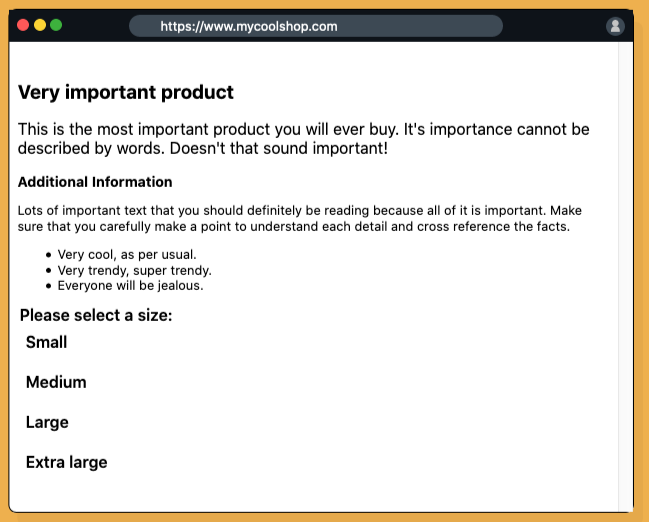 https://www.mycoolshop.com
Very important product
This is the most important product you will ever buy. It's importance cannot be
described by words. Doesn't that sound important!
Additional Information
Lots of important text that you should definitely be reading because all of it is important. Make
sure that you carefully make a point to understand each detail and cross reference the facts.
• Very cool, as per usual.
• Very trendy, super trendy.
• Everyone will be jealous.
Please select a size:
Small
Medium
Large
Extra large